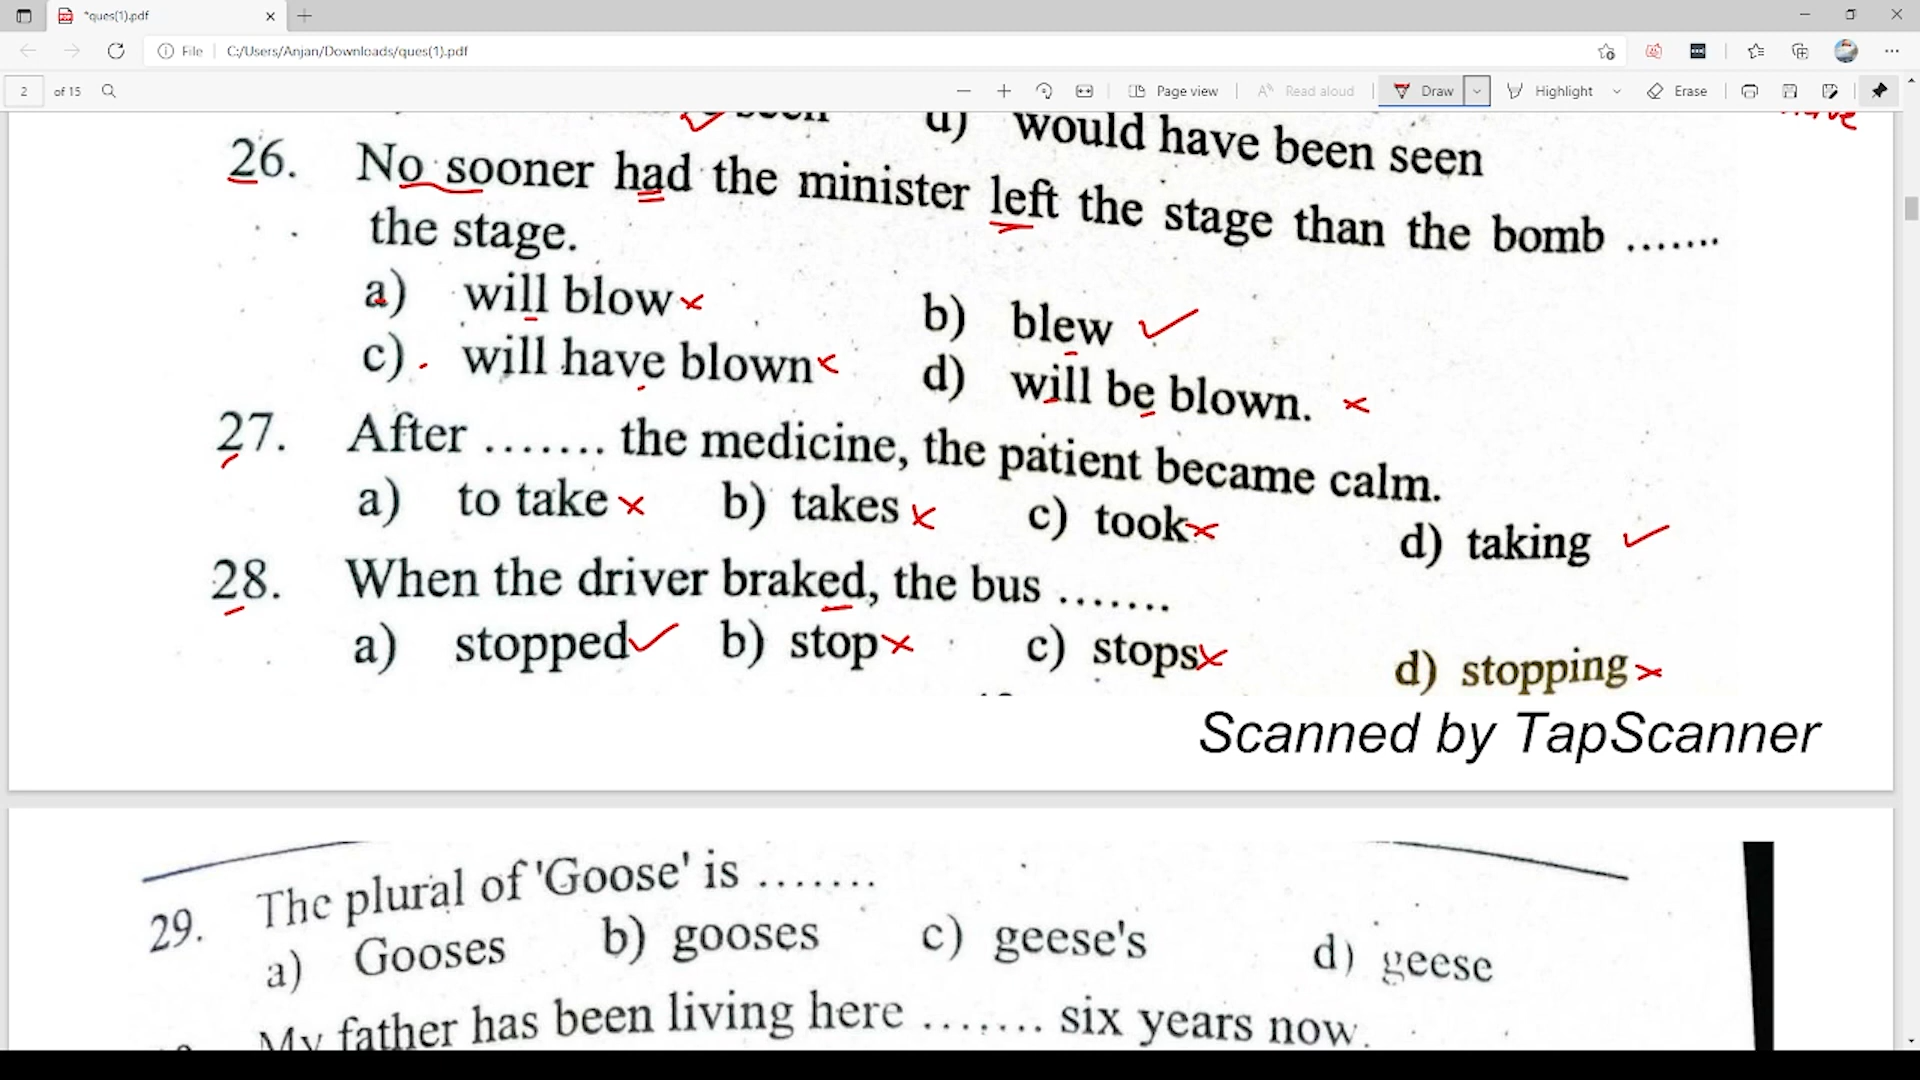 *ques(1).pdf
File C:/Users/Anjan/Downloads/ques(1).pdf
2 of 15 Page view Read aloud Draw Highlight Erase
d) would have been seen
26. No sooner had the minister left the stage than the bomb .......
the stage.
a) will blow b) blew
c) will have blown d) will be blown.
27. After ....... the medicine, the patient became calm.
a) to take b) takes c) took d) taking
28. When the driver braked, the bus .......
a) stopped b) stop c) stops d) stopping
Scanned by TapScanner
29. The plural of 'Goose' is .......
a) Gooses b) gooses c) geese's d) geese
My father has been living here ....... six years now.